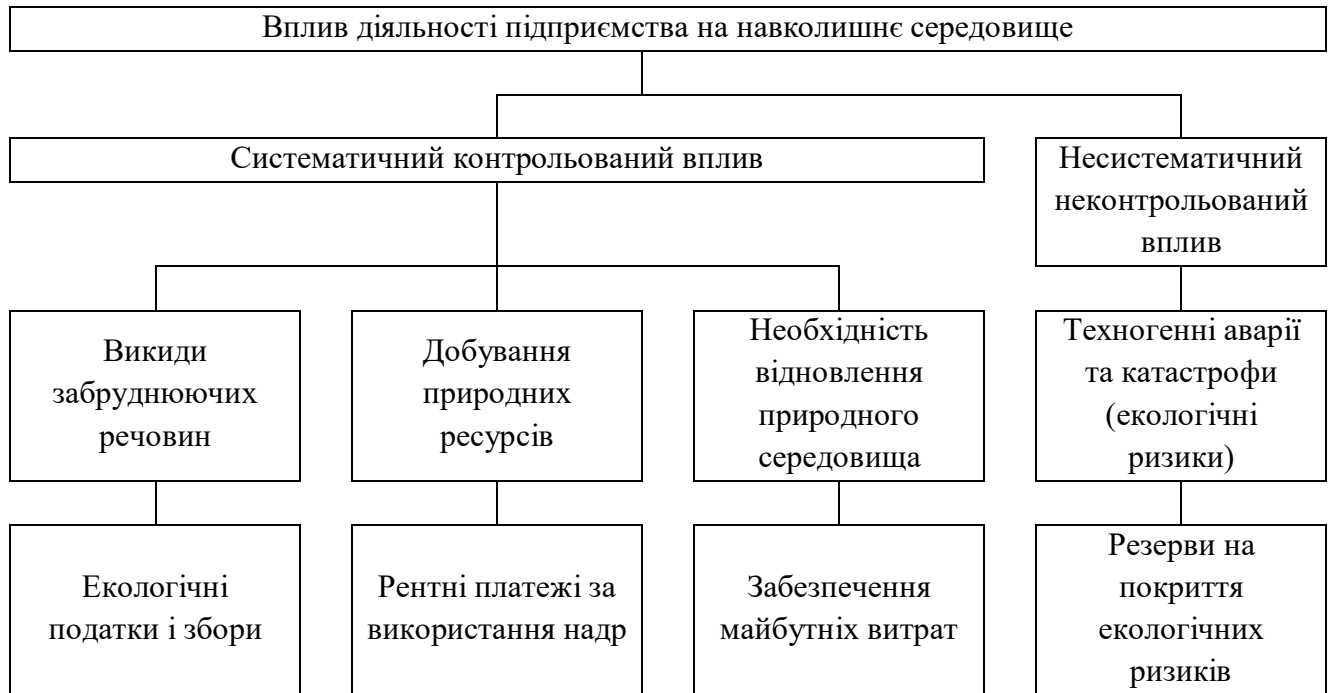 Вплив діяльності підприємства на навколишнє середовище
Систематичний контрольований вплив
Несистематичний
неконтрольований
вплив
Викиди
забруднюючих
речовин
Добування
природних
ресурсів
Необхідність
відновлення
природного
середовища
Техногенні аварії
та катастрофи
(екологічні
ризики)
Екологічні
податки і збори
Рентні платежі за
використання надр
Забезпечення
майбутніх витрат
Резерви на
покриття
екологічних
ризиків